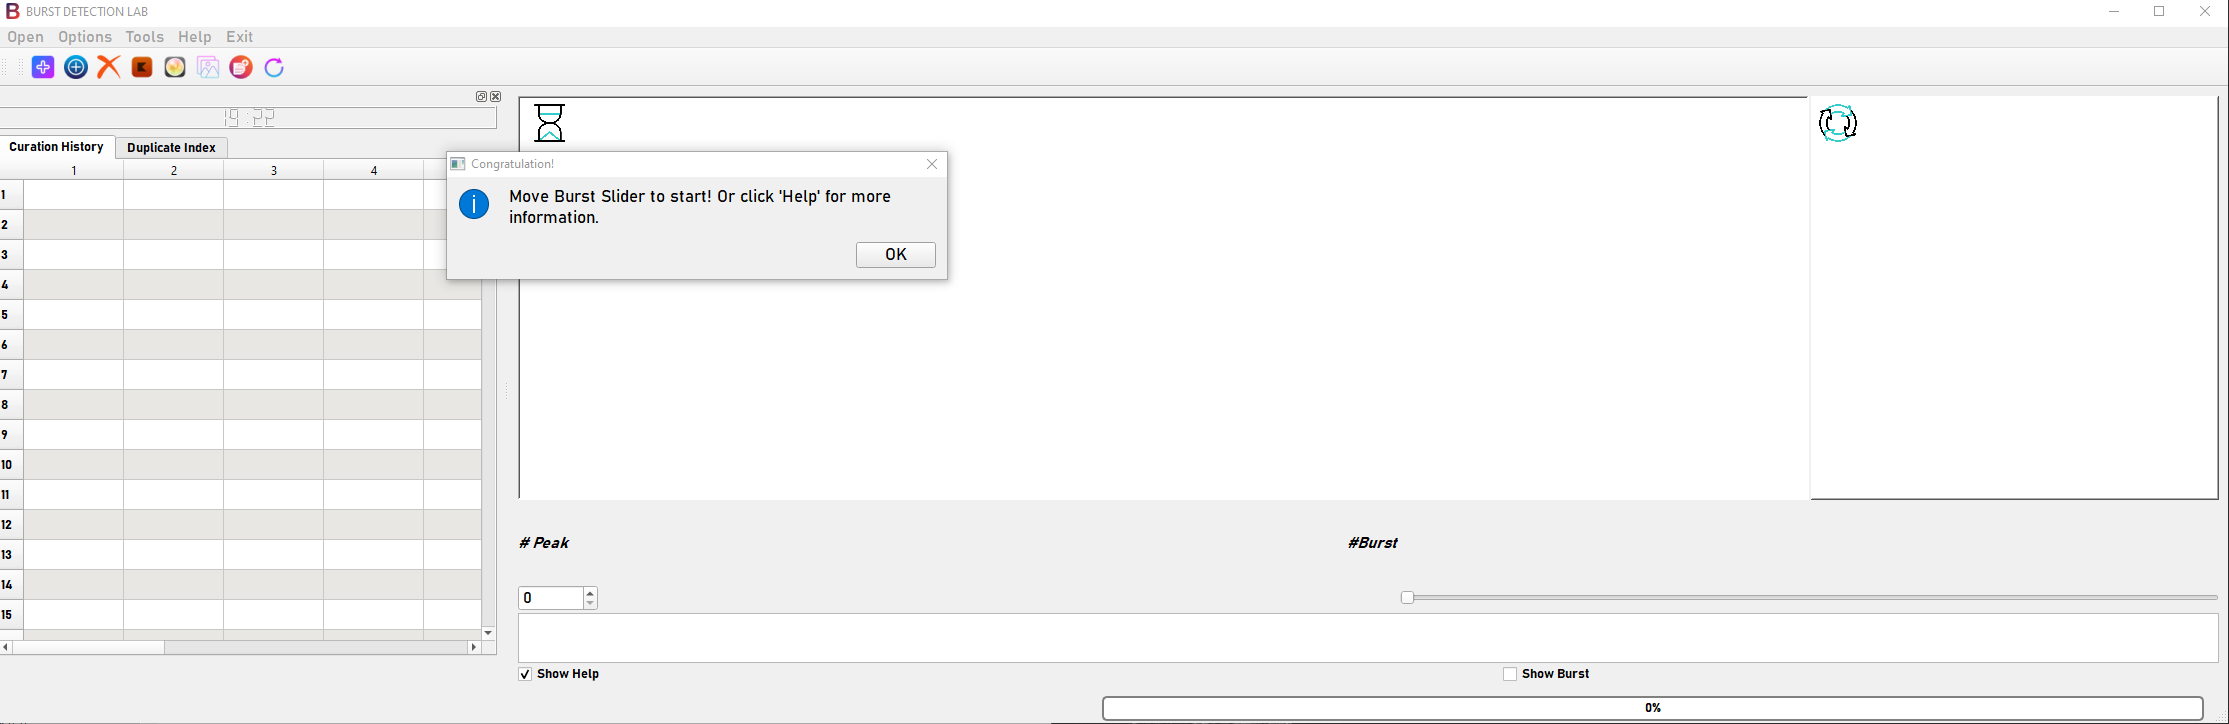 B BURST DETECTION LAB
Open Options Tools Help Exit
19:22
Curation History Duplicate Index
1 2 3 4
1
2
3
4
5
6
7
8
9
10
11
12
13
14
15
Congratulation!
Move Burst Slider to start! Or click 'Help' for more
information.
OK
# Peak #Burst
0
Show Help Show Burst
0%